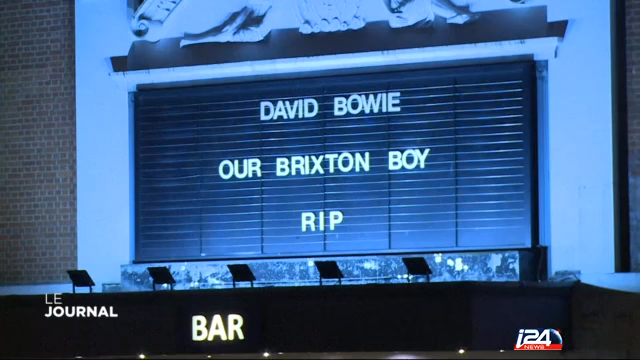 DAVID BOWIE
OUR BRIXTON BOY
RIP
BAR
LE
JOURNAL
i24
NEWS